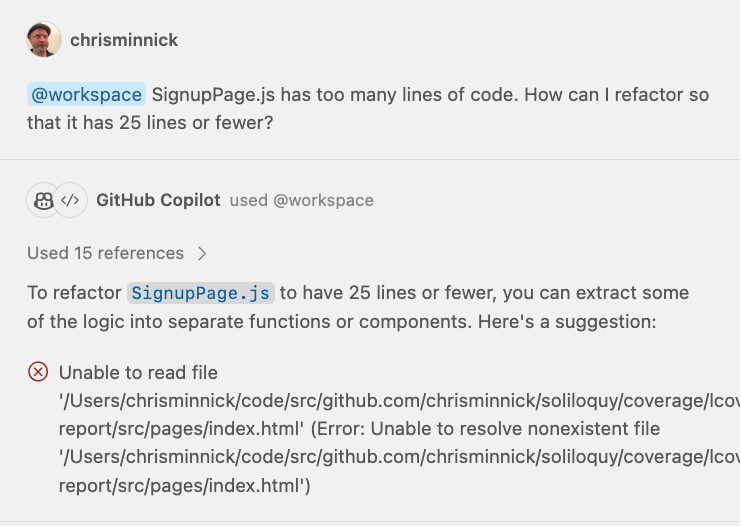 chrisminnick
@workspace SignupPage.js has too many lines of code. How can I refactor so
that it has 25 lines or fewer?
GitHub Copilot used @workspace
Used 15 references
To refactor SignupPage.js to have 25 lines or fewer, you can extract some
of the logic into separate functions or components. Here's a suggestion:
Unable to read file
'/Users/chrisminnick/code/src/github.com/chrisminnick/soliloquy/coverage/lcov
report/src/pages/index.html' (Error: Unable to resolve nonexistent file
'/Users/chrisminnick/code/src/github.com/chrisminnick/soliloquy/coverage/lcov
report/src/pages/index.html')